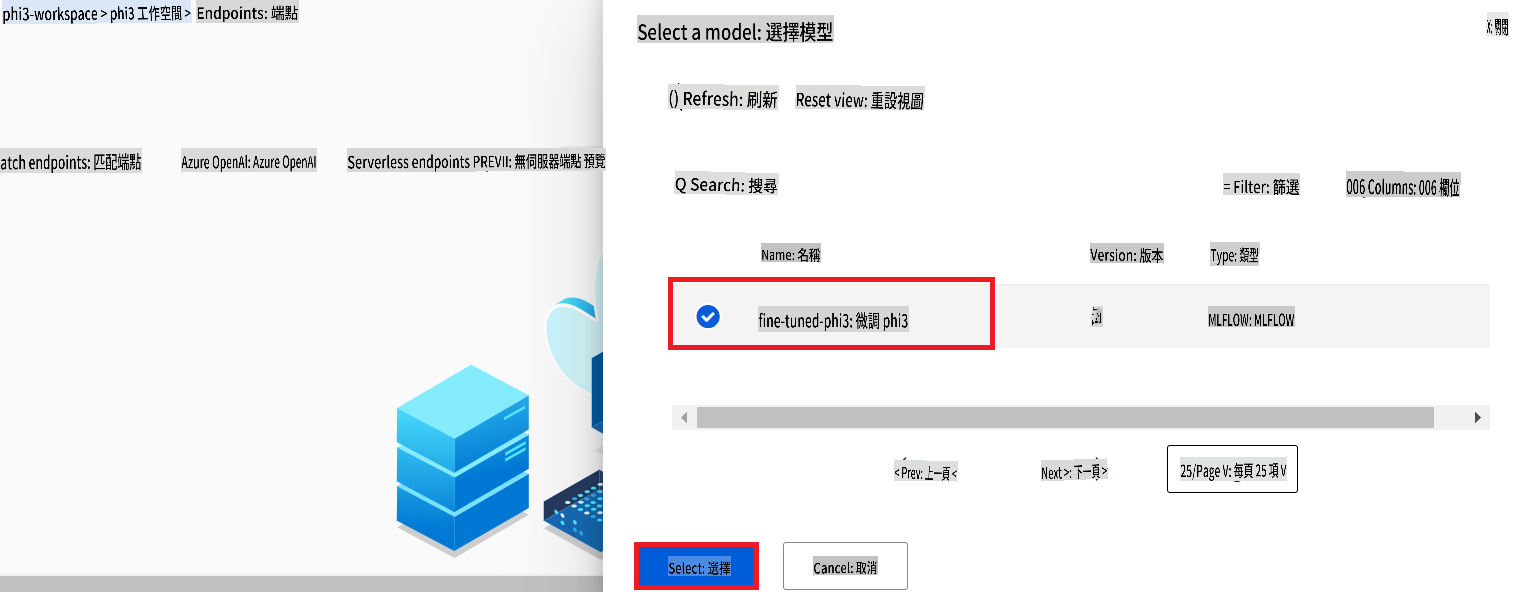 phi3-workspace > phi3 工作空間 > Endpoints: 端點
Select a model: 選擇模型
關閉
() Refresh: 刷新 Reset view: 重設視圖
atch endpoints: 匹配端點 Azure OpenAI: Azure OpenAI Serverless endpoints PREVII: 無伺服器端點 預覽
Q Search: 搜尋 = Filter: 篩選 006 Columns: 006 欄位
Name: 名稱 Version: 版本 Type: 類型
fine-tuned-phi3: 微調 phi3 MLFLOW: MLFLOW
< Prev: 上一頁 < Next >: 下一頁 > 25/Page V: 每頁 25 項 V
Select: 選擇 Cancel: 取消